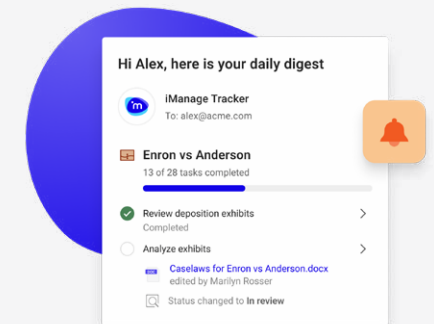 Hi Alex, here is your daily digest
m
iManage Tracker
To: alex@acme.com
Enron vs Anderson
13 of 28 tasks completed
Review deposition exhibits
Completed
Analyze exhibits
Caselaws for Enron vs Anderson.docx
edited by Marilyn Rosser
Status changed to In review